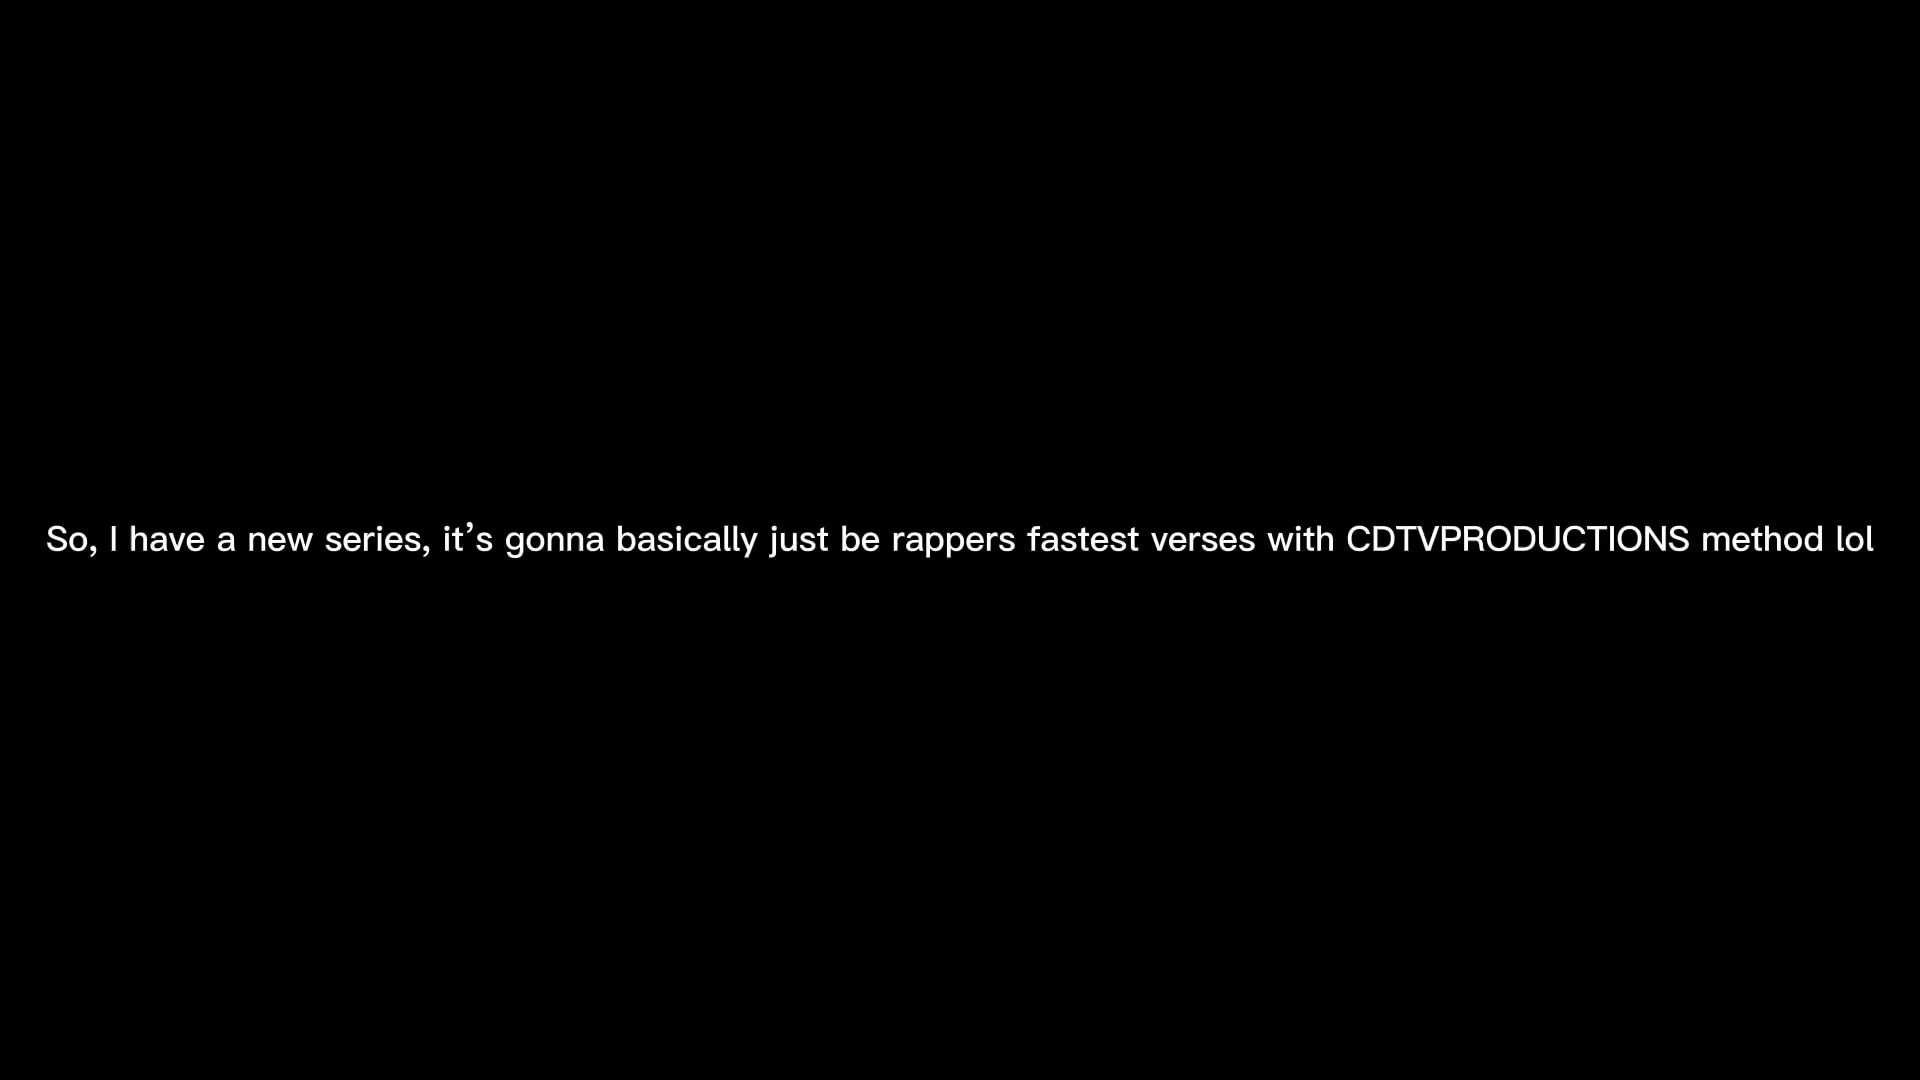 So, I have a new series, it’s gonna basically just be rappers fastest verses with CDTVPRODUCTIONS method lol